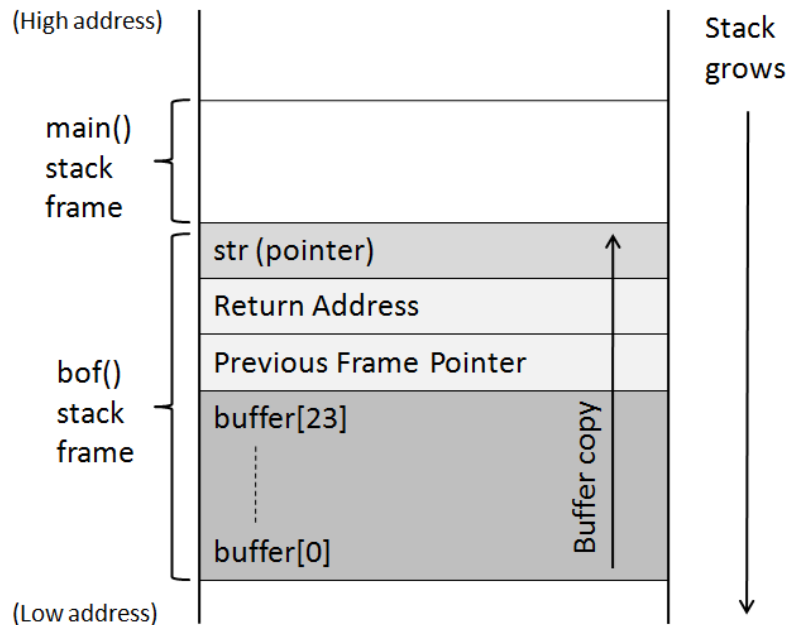 (High address)
Stack
grows
main()
stack
frame
str (pointer)
Return Address
Previous Frame Pointer
bof()
stack
frame
buffer[23]
buffer[0]
Buffer copy
(Low address)